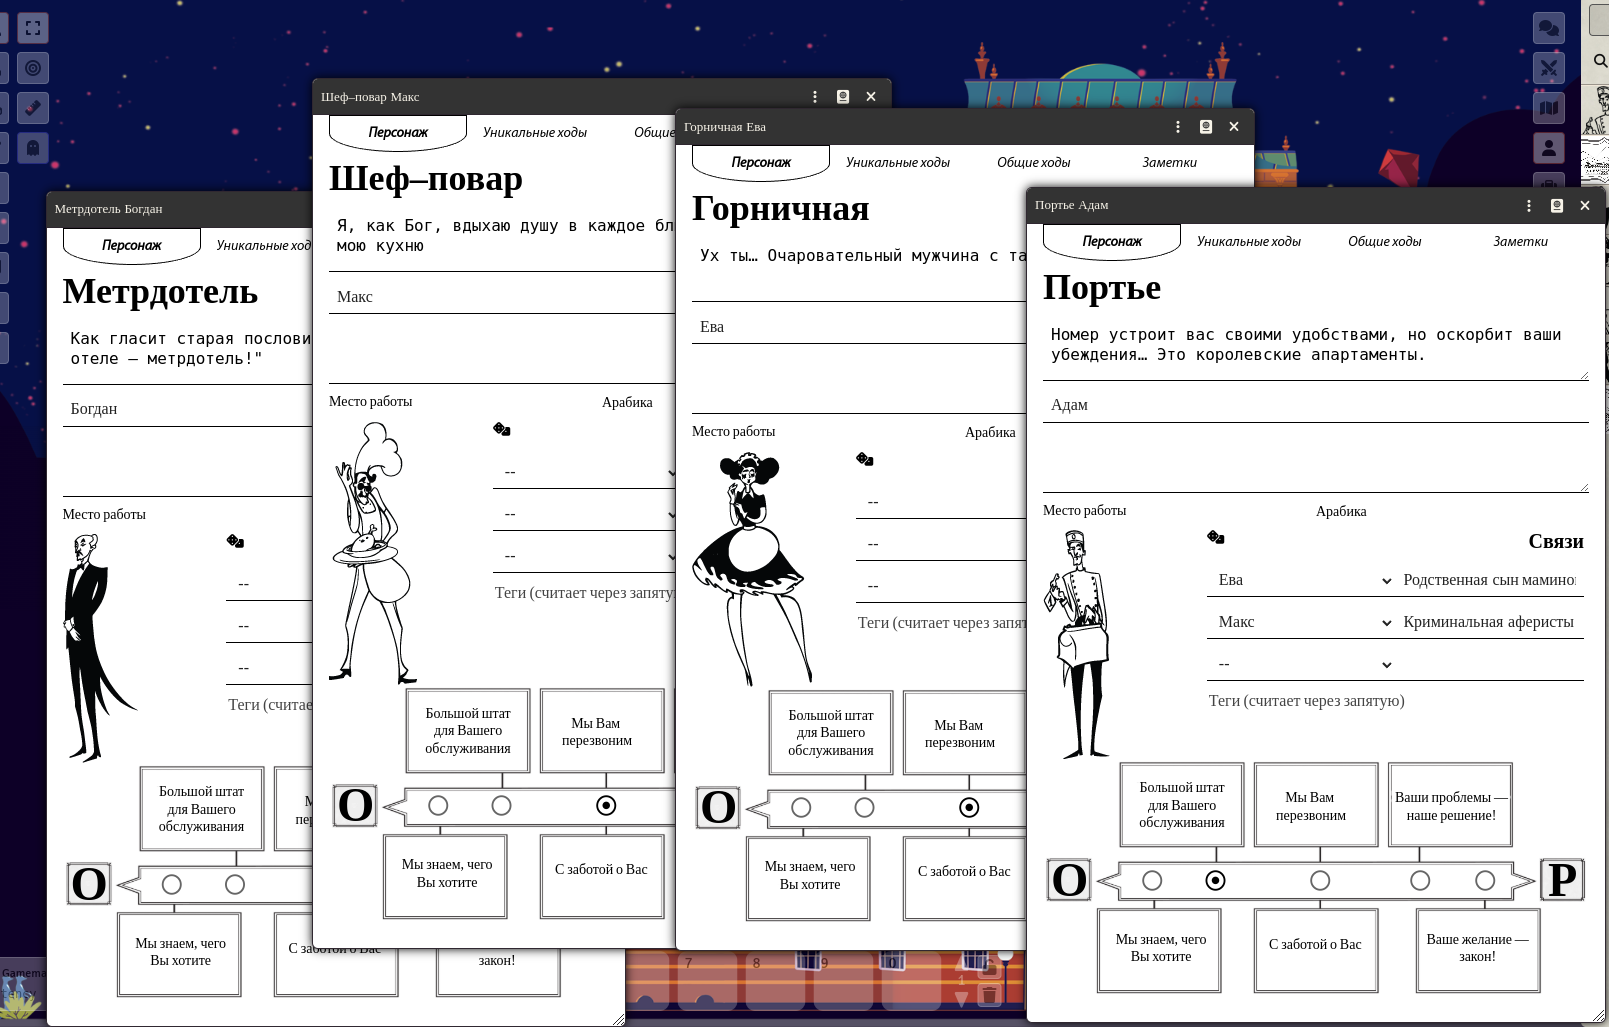 Шеф–повар Макс
Персонаж
Уникальные ходы
Общие
Шеф–повар
Я, как Бог, вдыхаю душу в каждое бл
мою кухню
Макс
Место работы
Арабика
--
--
--
Теги (считает через запяту
Большой штат
для Вашего
обслуживания
Мы Вам
перезвоним
О
Мы знаем, чего
Вы хотите
С заботой о Вас
Горничная Ева
Персонаж
Уникальные ходы
Общие ходы
Заметки
Горничная
Ух ты… Очаровательный мужчина с та
Ева
Место работы
Арабика
--
--
--
Теги (считает через запят
Большой штат
для Вашего
обслуживания
Мы Вам
перезвоним
О
Мы знаем, чего
Вы хотите
С заботой о Вас
Портье Адам
Персонаж
Уникальные ходы
Общие ходы
Заметки
Портье
Номер устроит вас своими удобствами, но оскорбит ваши
убеждения… Это королевские апартаменты.
Адам
Место работы
Арабика
Связи
Ева
Родственная сын мамино
Макс
Криминальная аферисты
--
Теги (считает через запятую)
Большой штат
для Вашего
обслуживания
Мы Вам
перезвоним
Ваши проблемы —
наше решение!
О
Р
Мы знаем, чего
Вы хотите
С заботой о Вас
Ваше желание —
закон!
Метрдотель Богдан
Персонаж
Уникальные ход
Метрдотель
Как гласит старая послови
отеле — метрдотель!"
Богдан
Место работы
--
--
--
Теги (считае
Большой штат
для Вашего
обслуживания
М
пер
О
Мы знаем, чего
Вы хотите
С заботой о Вас
закон!
Gamema
7
8
9
0
1